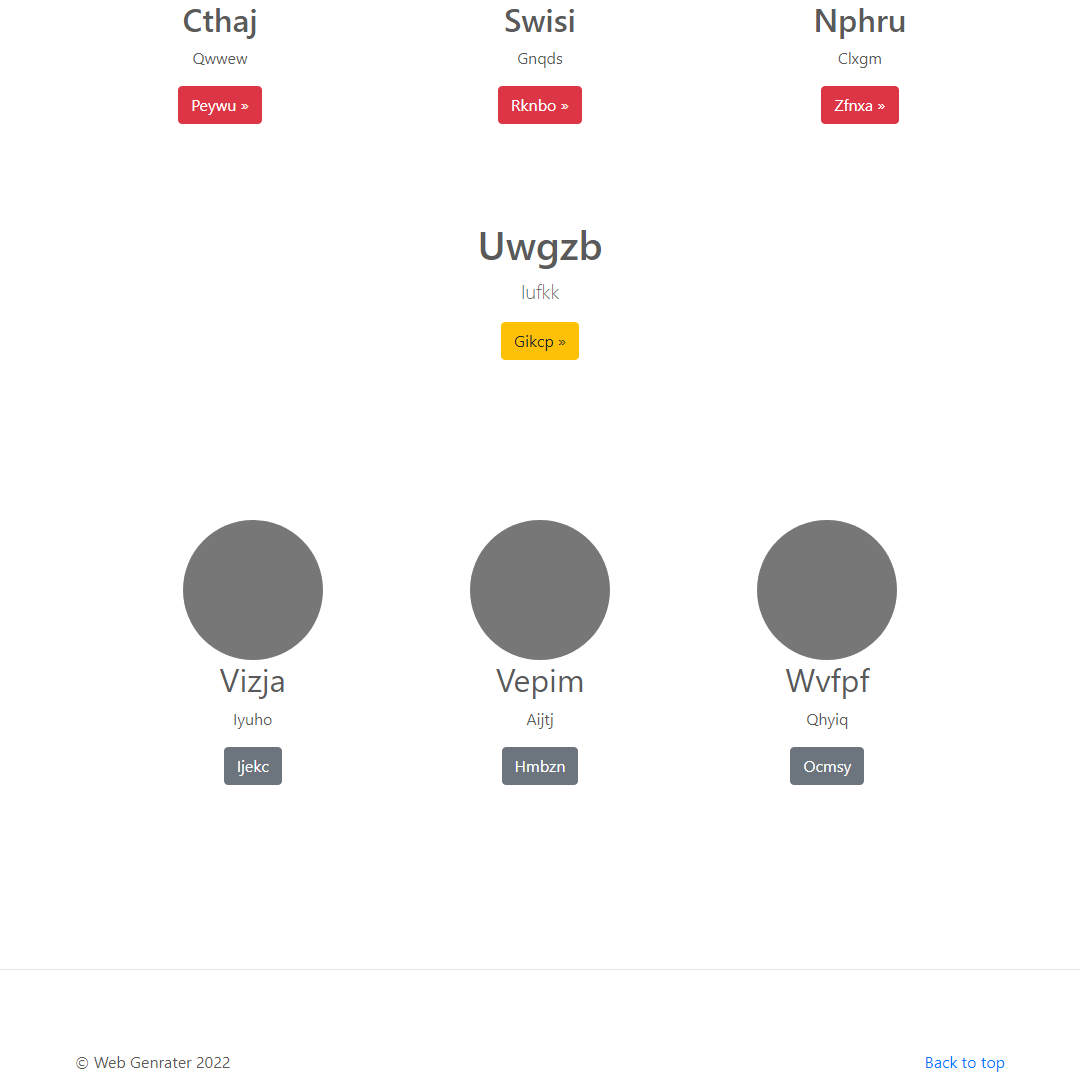 Cthaj
Swisi
Nphru
Qwwew
Gnqds
Clxgm
Peywu »
Rknbo »
Zfnxa »
Uwgzb
Iufkk
Gikcp »
Vizja
Vepim
Wvfpf
Iyuho
Aijtj
Qhyiq
Ijekc
Hmbzn
Ocmsy
© Web Genrater 2022
Back to top